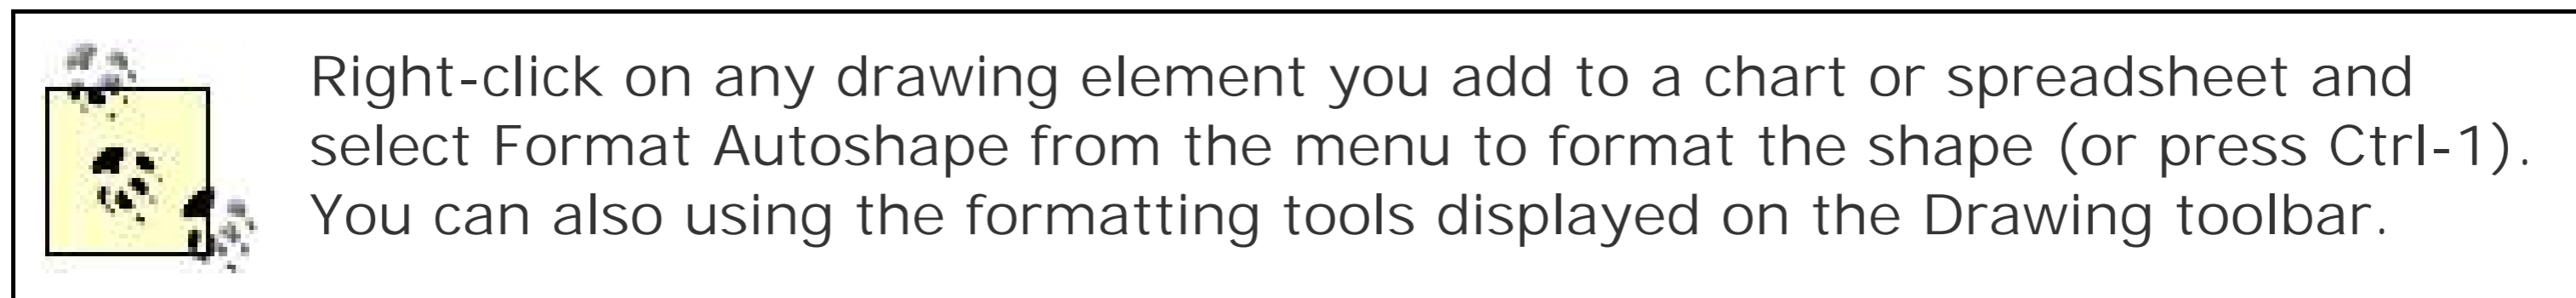 Right-click on any drawing element you add to a chart or spreadsheet and
select Format Autoshape from the menu to format the shape (or press Ctrl-1).
You can also using the formatting tools displayed on the Drawing toolbar.